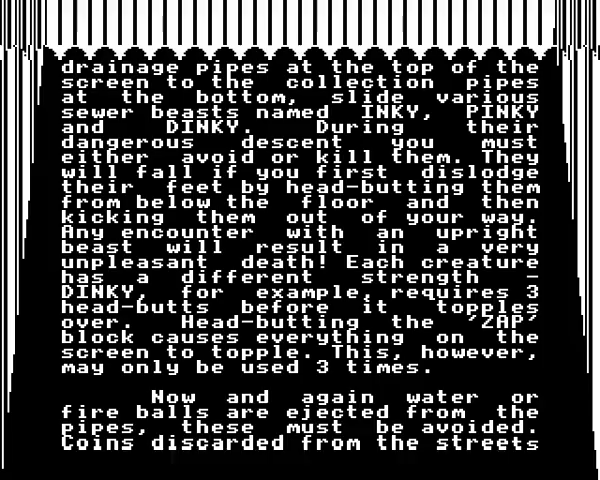 drainage pipes at the top of the
screen to the collection pipes
at the bottom, slide various
sewer beasts named INKY, PINKY
and DINKY. During their
dangerous descent you must
either avoid or kill them. They
will fall if you first dislodge
their feet by head-butting them
from below the floor and then
kicking them out of your way.
Any encounter with an upright
beast will result in a very
unpleasant death! Each creature
has a different strength -
DINKY, for example, requires 3
head-butts before it topples
over. Head-butting the 'ZAP'
block causes everything on the
screen to topple. This, however,
may only be used 3 times.
Now and again water or
fire balls are ejected from the
pipes, these must be avoided.
Coins discarded from the streets